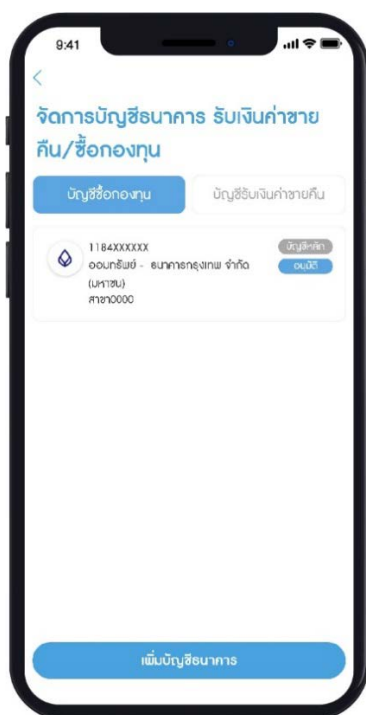 9:41
จัดการบัญชีธนาคาร รับเงินค่าขาย
คืน/ซื้อกองทุน
บัญชีซื้อกองทุน
บัญชีรับเงินค่าขายคืน
1184XXXXXX
บัญชีหลัก
ออมทรัพย์ - ธนาคารกรุงเทพ จำกัด
อนุมัติ
(มหาชน)
สาขา0000
เพิ่มบัญชีธนาคาร